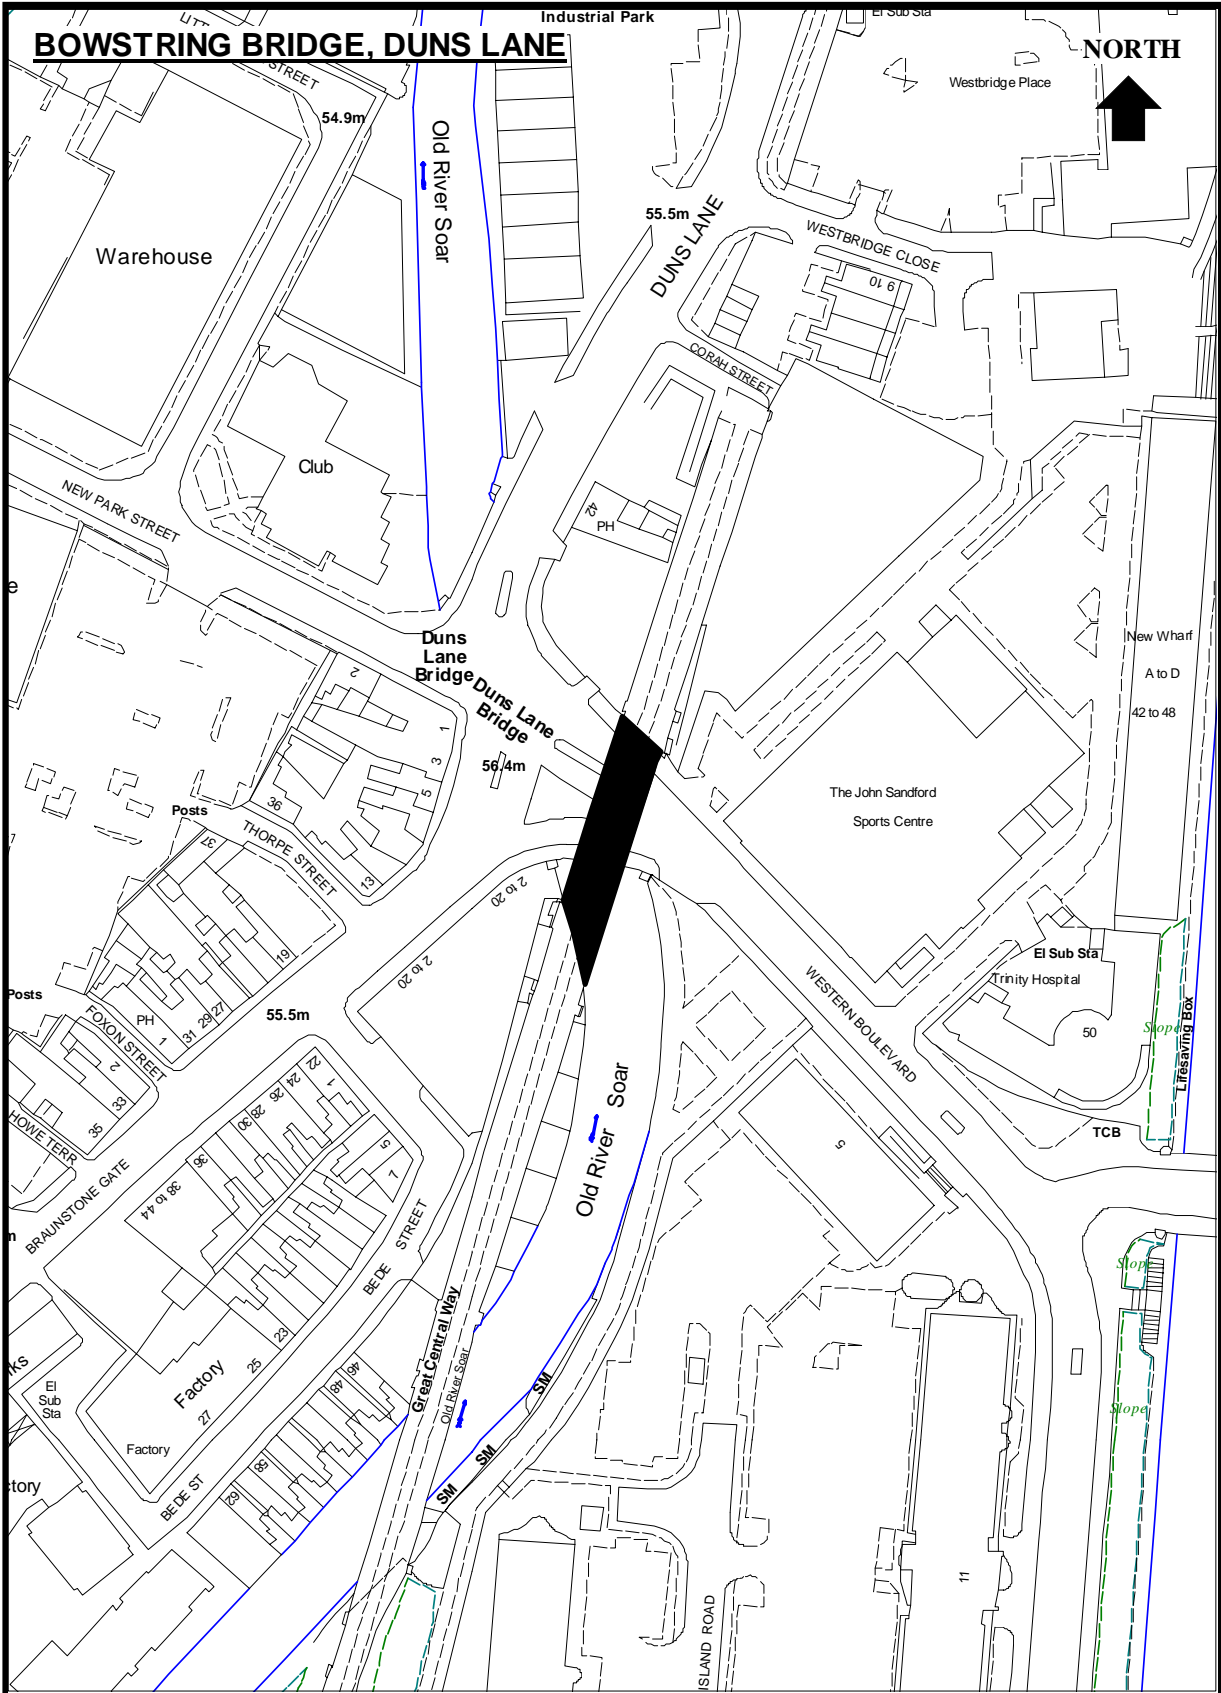 Industrial Park
El Sub Sta
BOWSTRING BRIDGE, DUNS LANE
NORTH
STREET
Westbridge Place
54.9m
Old River Soar
55.5m
DUNS LANE
WESTBRIDGE CLOSE
Warehouse
9 10
CORAH STREET
Club
NEW PARK STREET
42
PH
e
Duns
Lane
Bridge
Duns Lane
Bridge
New Wharf
A to D
42 to 48
2
1
3
5
56.4m
36
Posts
THORPE STREET
37
13
The John Sandford
Sports Centre
2 to 20
2 to 20
19
El Sub Sta
Trinity Hospital
50
WESTERN BOULEVARD
Slope
Lifesaving Box
Posts
PH
1
31
29
27
55.5m
FOXON STREET
2
33
35
HOWE TERR
22
24
26
28
30
1
36
38 to 44
5
7
Old River Soar
5
TCB
BRAUNSTONE GATE
BEDE STREET
Slope
Great Central Way
Old River Soar
23
25
27
Factory
Factory
46
48
58
62
El
Sub
Sta
rks
ctory
BEDE ST
SM
SM
SM
Slope
11
ISLAND ROAD